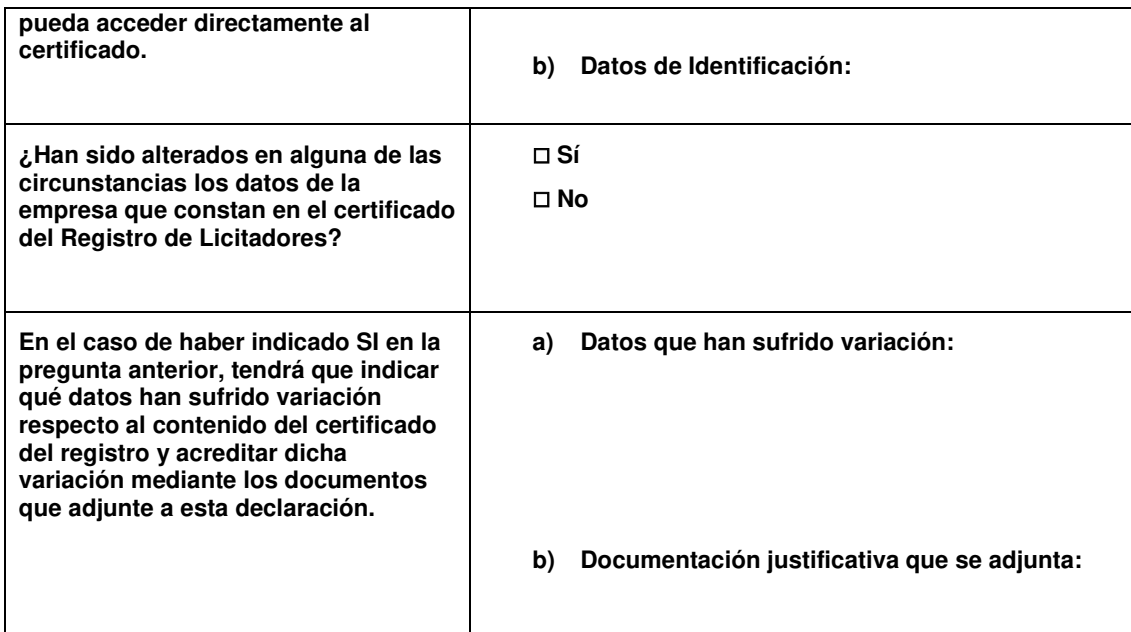 pueda acceder directamente al
certificado.
b) Datos de Identificación:
¿Han sido alterados en alguna de las
circunstancias los datos de la
empresa que constan en el certificado
del Registro de Licitadores?
□ Sí
□ No
En el caso de haber indicado SI en la
pregunta anterior, tendrá que indicar
qué datos han sufrido variación
respecto al contenido del certificado
del registro y acreditar dicha
variación mediante los documentos
que adjunte a esta declaración.
a) Datos que han sufrido variación:
b) Documentación justificativa que se adjunta: